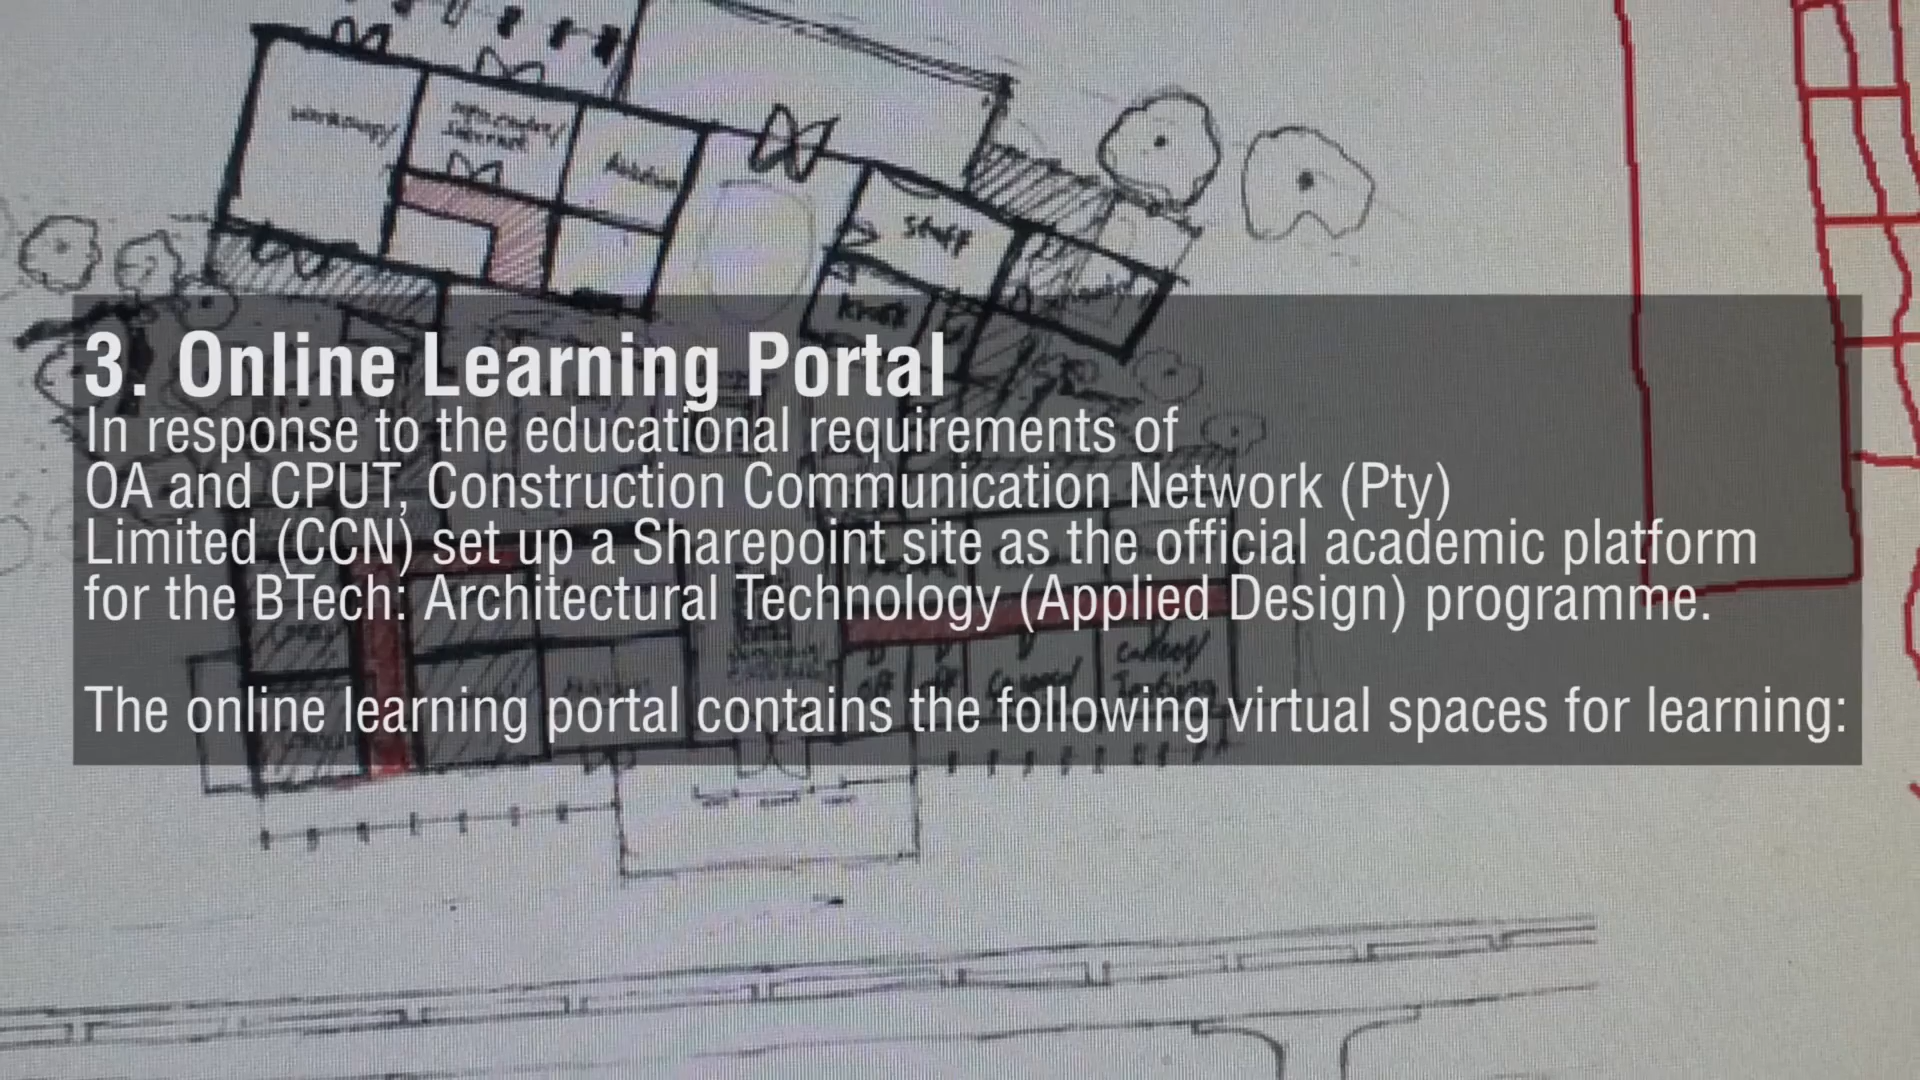 Staff
3. Online Learning Portal
In response to the educational requirements of
OA and CPUT, Construction Communication Network (Pty)
Limited (CCN) set up a Sharepoint site as the official academic platform
for the BTech: Architectural Technology (Applied Design) programme.
The online learning portal contains the following virtual spaces for learning: